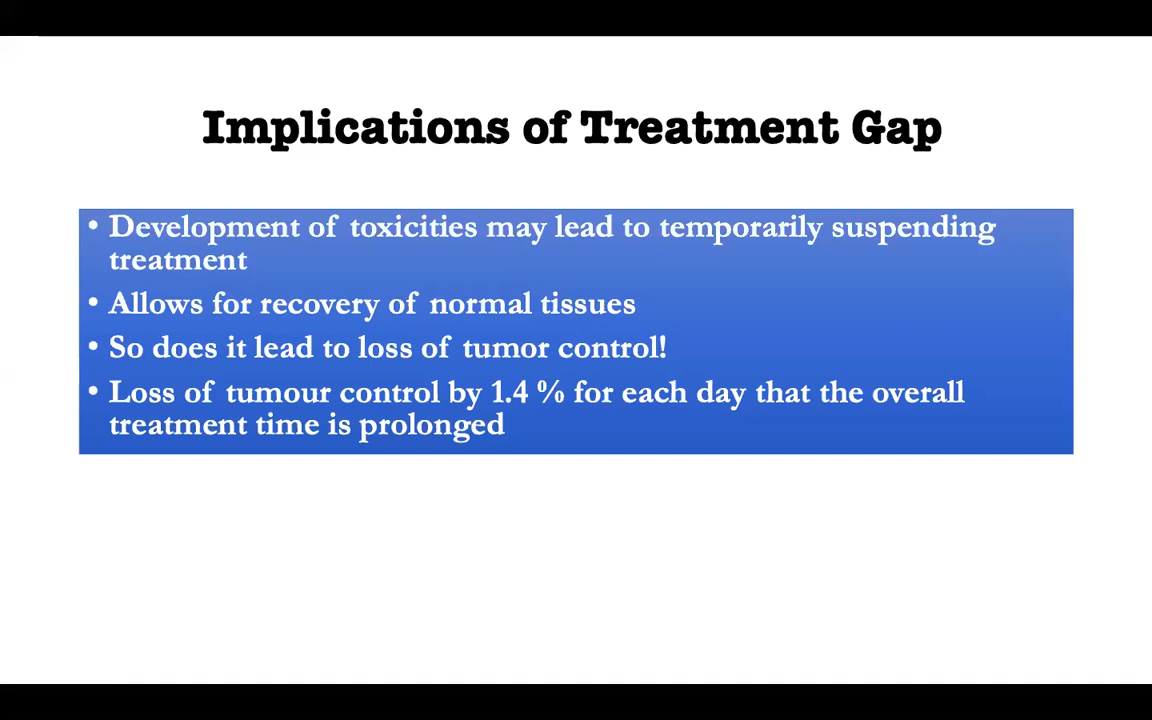 Implications of Treatment Gap
• Development of toxicities may lead to temporarily suspending
treatment
• Allows for recovery of normal tissues
• So does it lead to loss of tumor control!
• Loss of tumour control by 1.4 % for each day that the overall
treatment time is prolonged